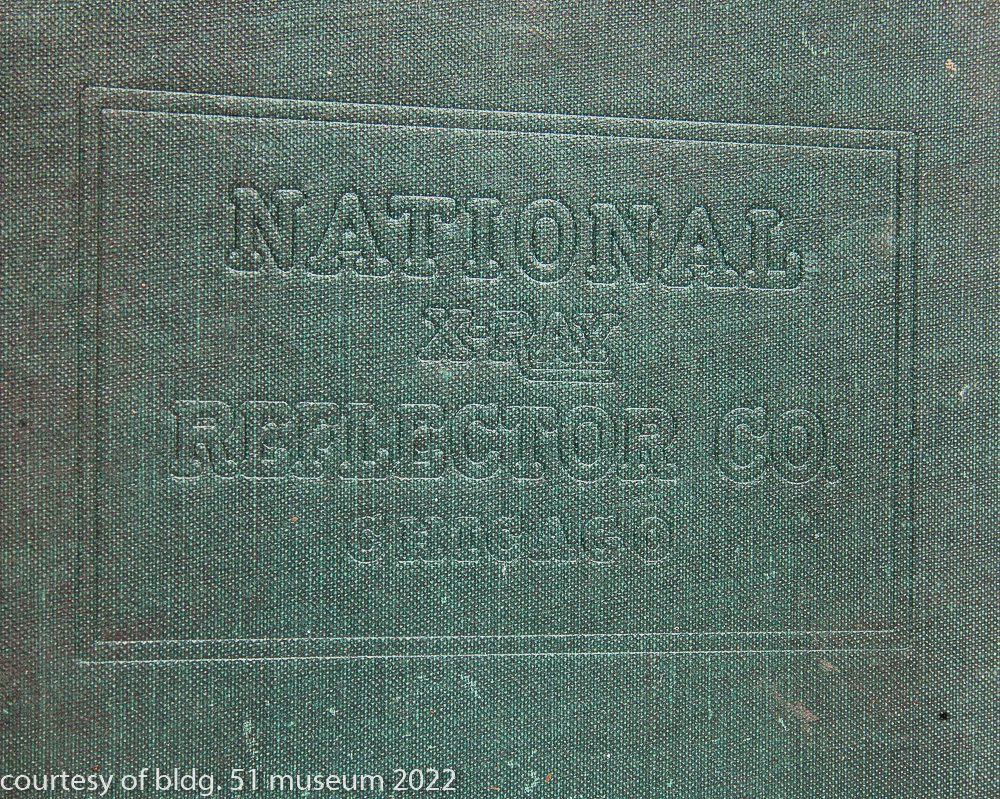 NATIONAL
X-RAY
REFLECTOR CO.
CHICAGO
courtesy of bldg. 51 museum 2022